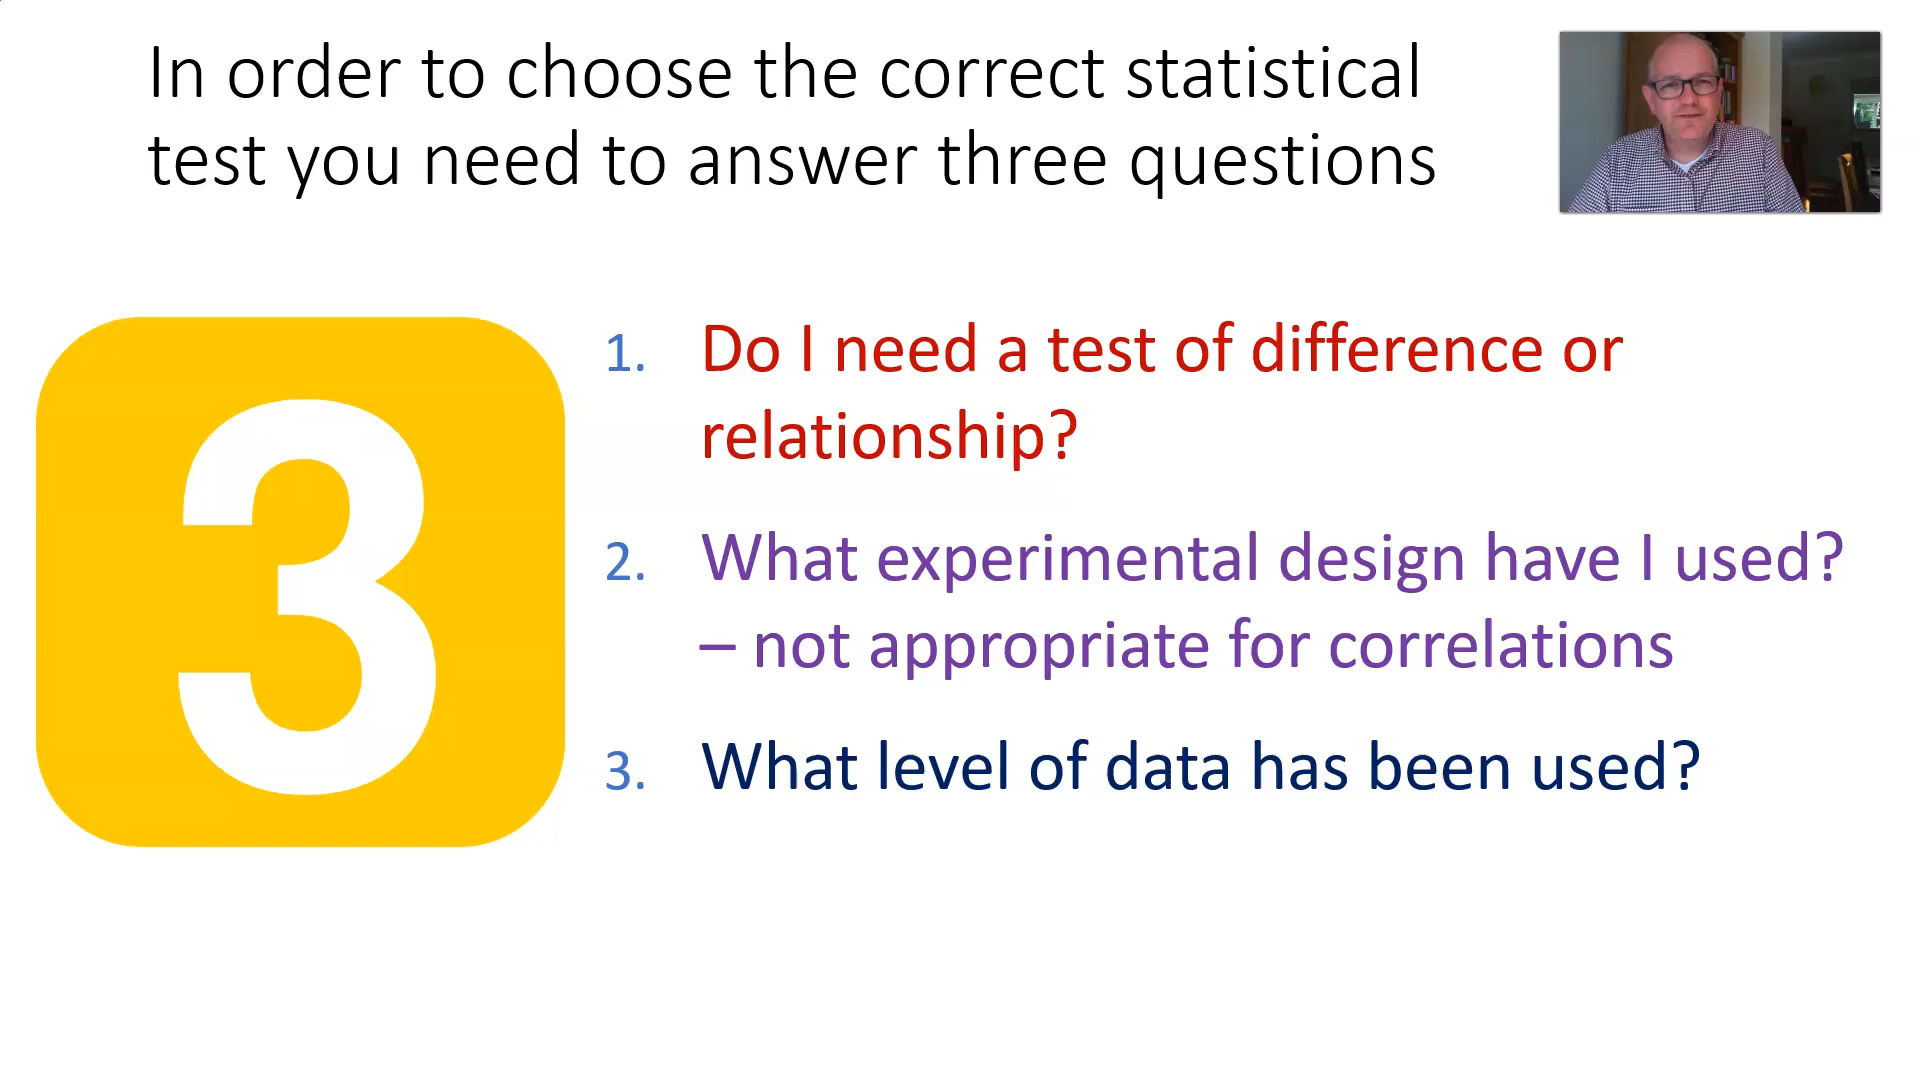 In order to choose the correct statistical
test you need to answer three questions
3
1. Do I need a test of difference or
relationship?
2. What experimental design have I used?
– not appropriate for correlations
3. What level of data has been used?